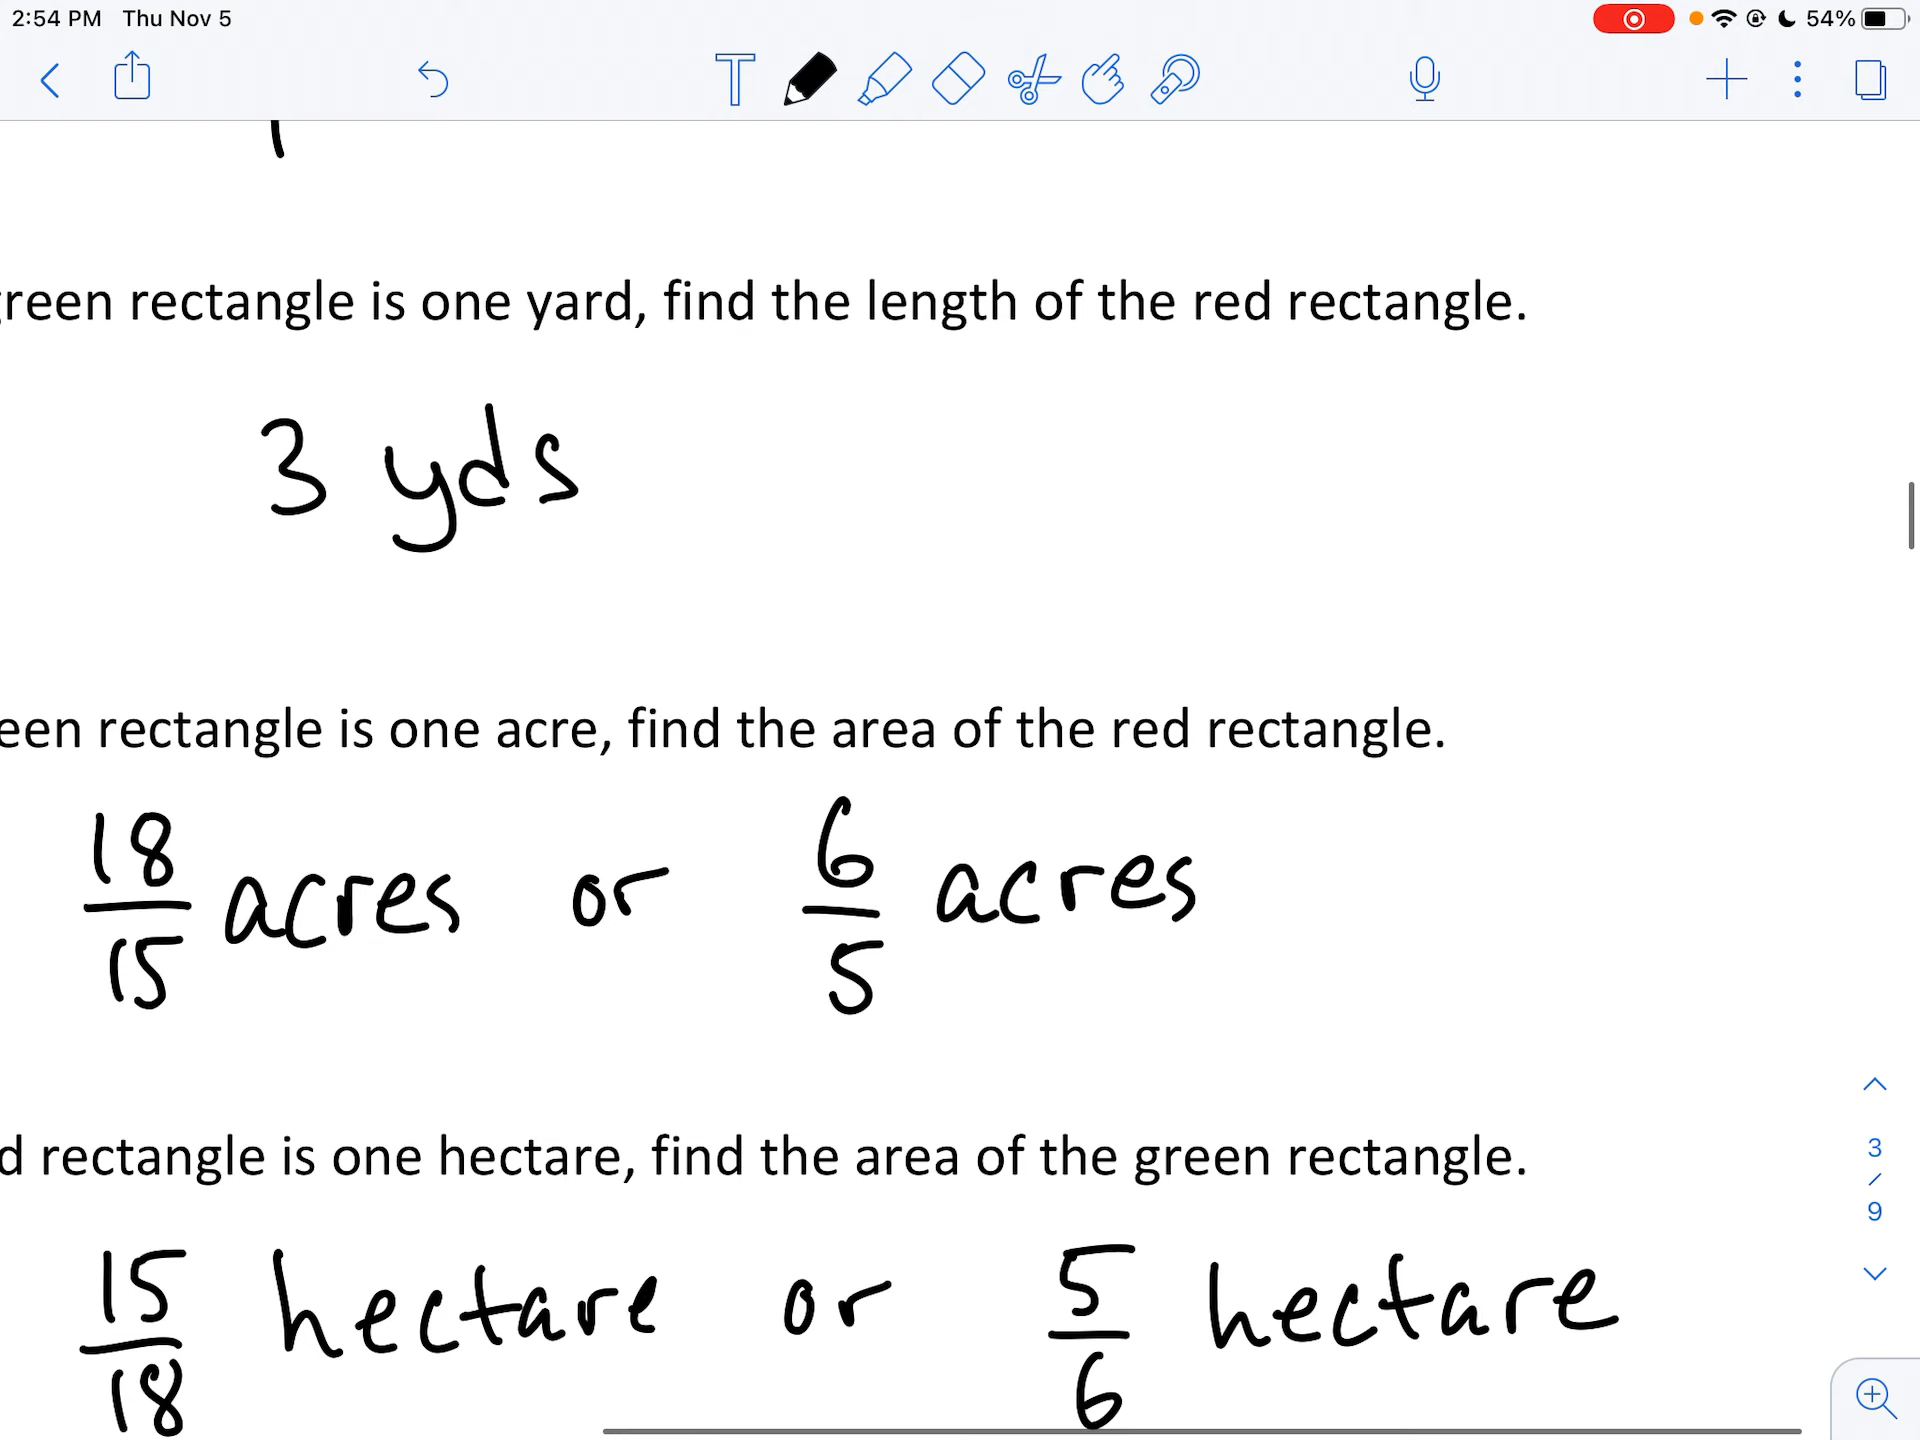 2:54 PM Thu Nov 5 54%
T
green rectangle is one yard, find the length of the red rectangle.
3 yds
een rectangle is one acre, find the area of the red rectangle.
18/15 acres or 6/5 acres
d rectangle is one hectare, find the area of the green rectangle.
15/18 hectare or 5/6 hectare
3
/
9